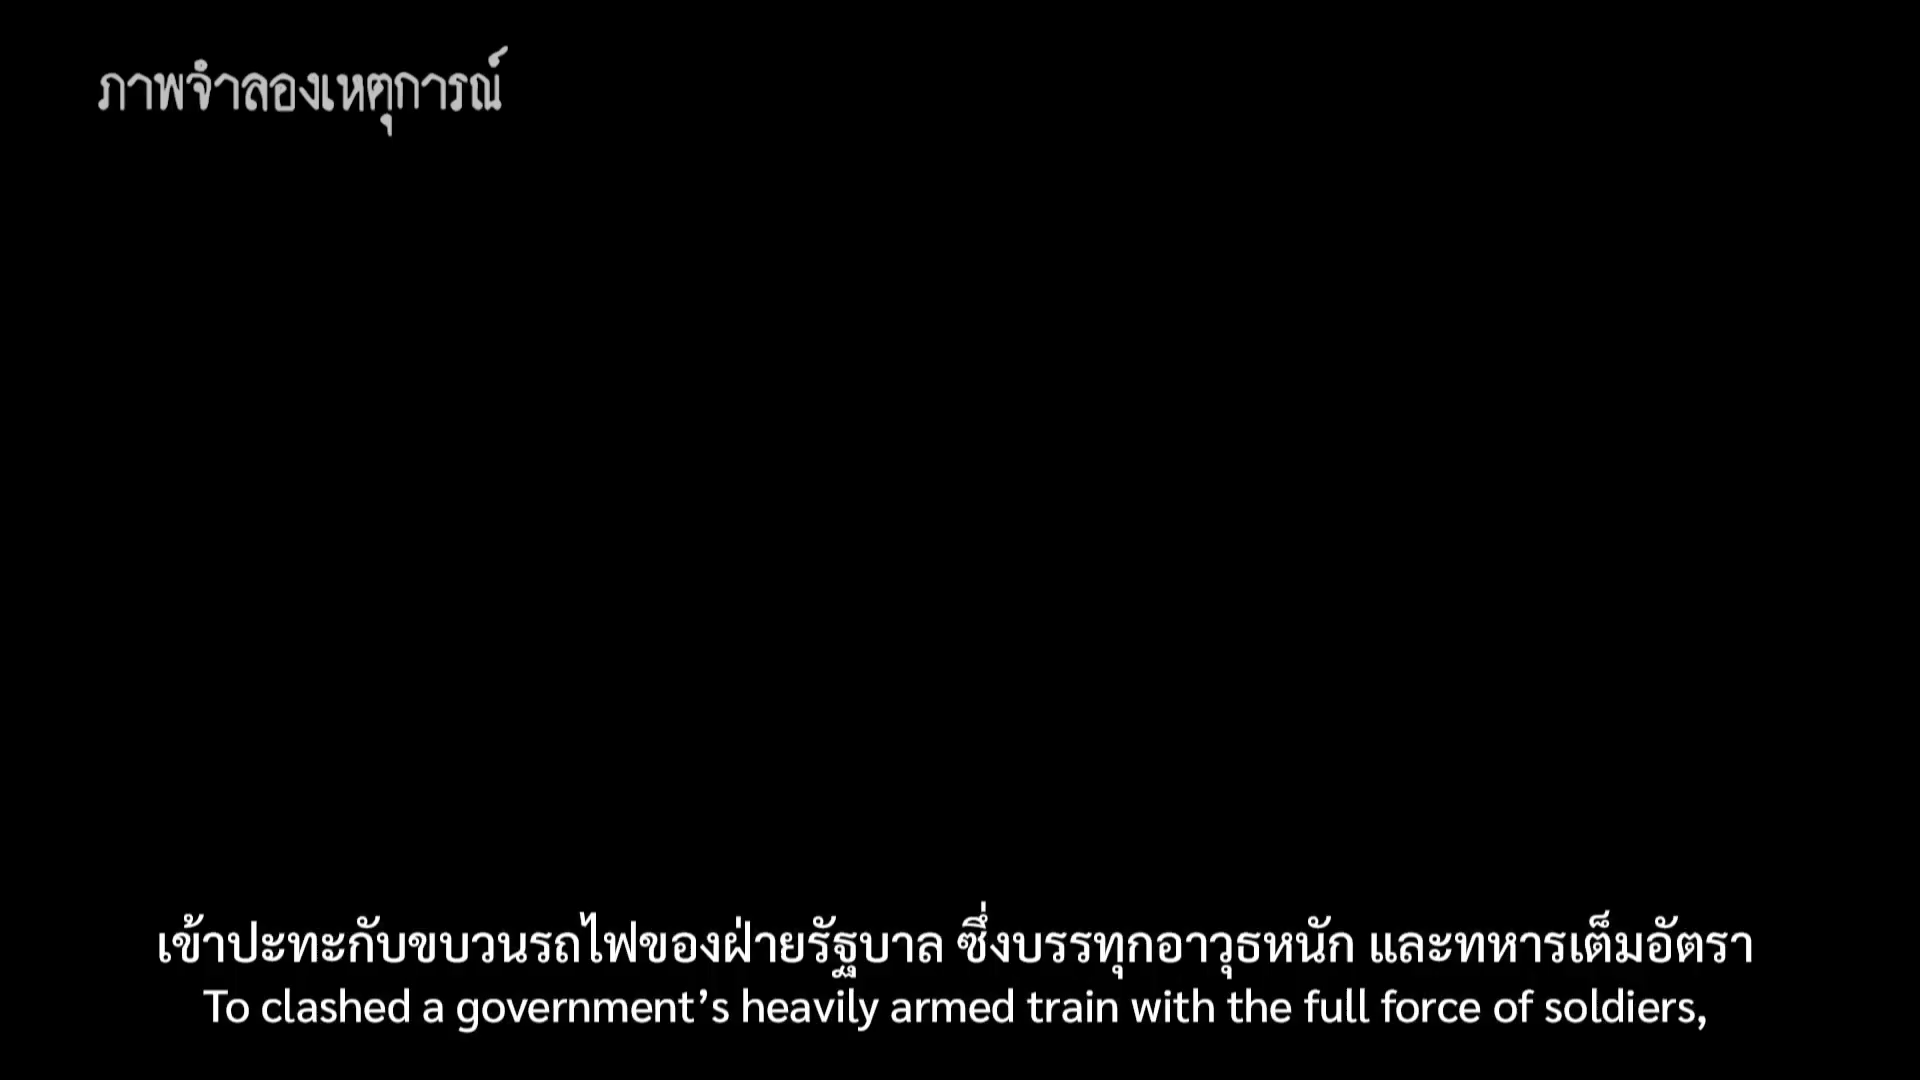 ภาพจำลองเหตุการณ์
เข้าปะทะกับขบวนรถไฟของฝ่ายรัฐบาล ซึ่งบรรทุกอาวุธหนัก และทหารเต็มอัตรา
To clashed a government’s heavily armed train with the full force of soldiers,